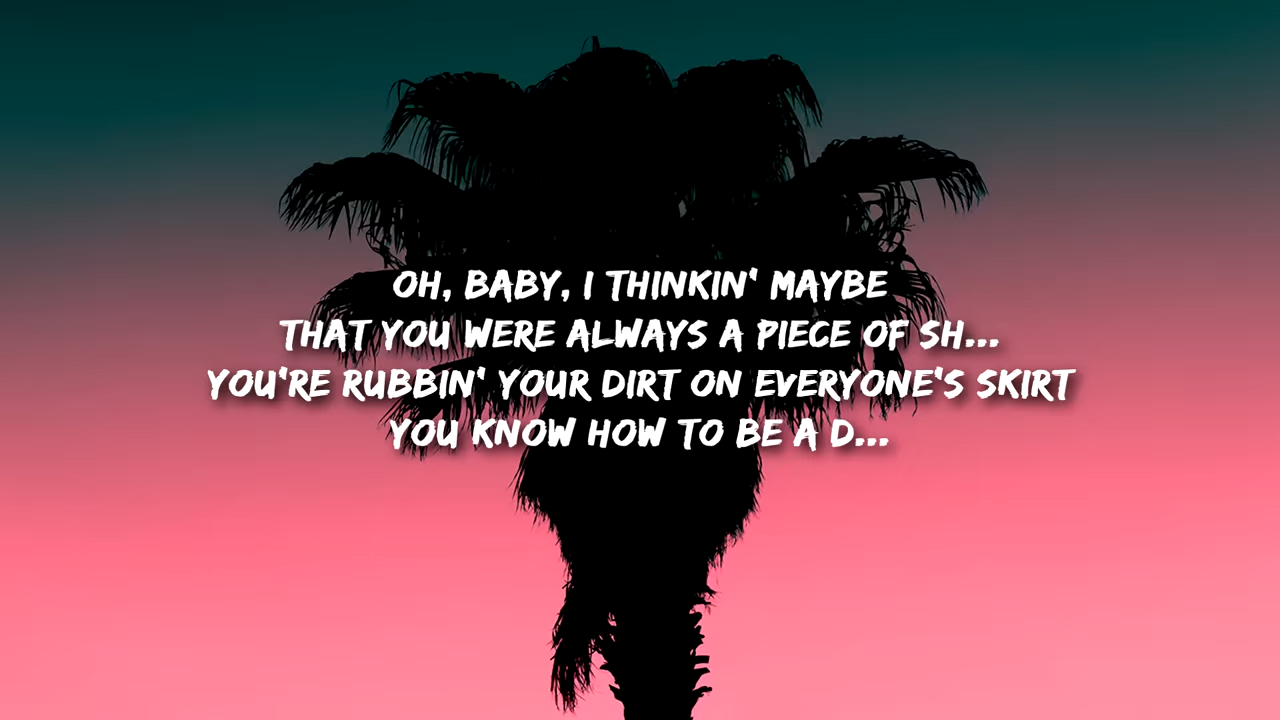 OH, BABY, I THINKIN' MAYBE
THAT YOU WERE ALWAYS A PIECE OF SH...
YOU'RE RUBBIN' YOUR DIRT ON EVERYONE'S SKIRT
YOU KNOW HOW TO BE A D...